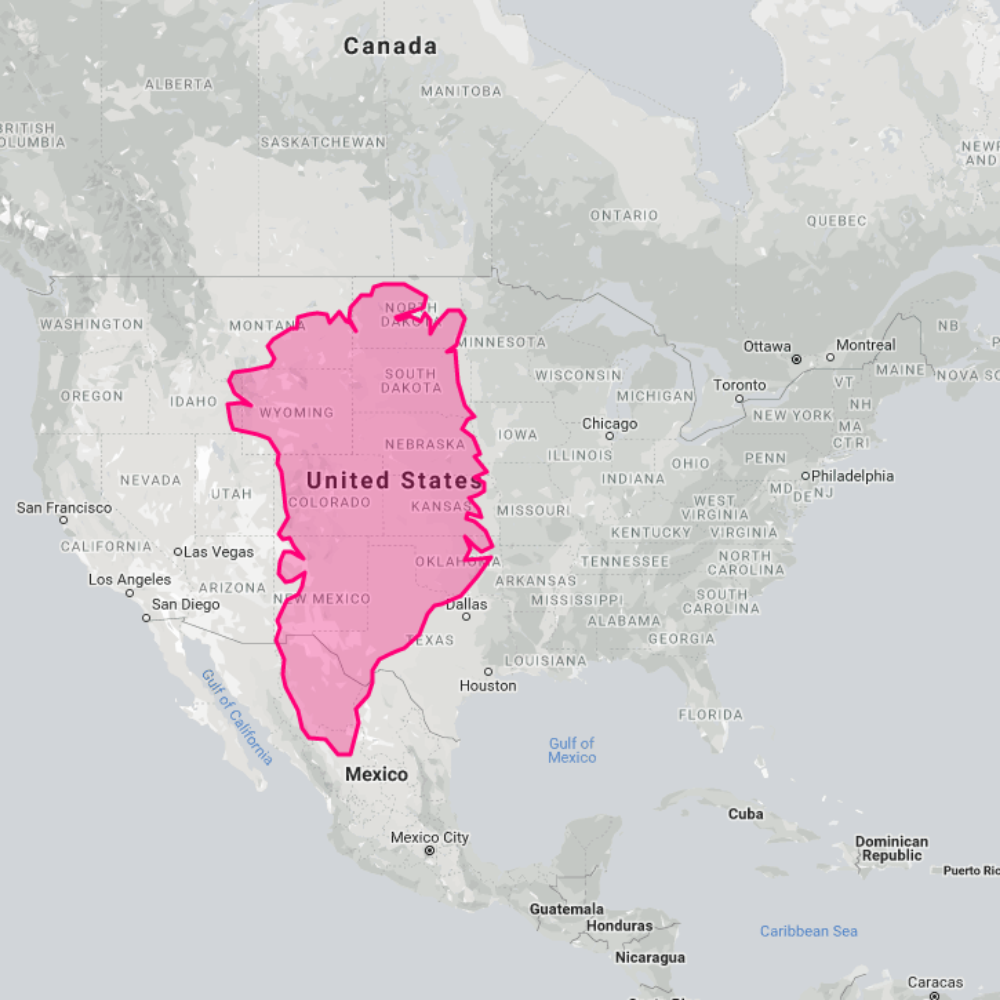 Canada
ALBERTA
MANITOBA
BRITISH
COLUMBIA
SASKATCHEWAN
NEWF
AND
ONTARIO
QUEBEC
NORTH
DAKOTA
WASHINGTON
MONTANA
NB
MINNESOTA
Ottawa
Montreal
SOUTH
DAKOTA
WISCONSIN
MAINE
NOVA SC
VT
OREGON
IDAHO
MICHIGAN
Toronto
WYOMING
NH
NEW YORK
Chicago
MA
CT
RI
NEBRASKA
IOWA
ILLINOIS
PENN
OHIO
NEVADA
United States
INDIANA
Philadelphia
UTAH
MD
DE
NJ
COLORADO
KANSAS
MISSOURI
WEST
VIRGINIA
San Francisco
KENTUCKY
VIRGINIA
CALIFORNIA
Las Vegas
OKLAHOMA
TENNESSEE
NORTH
CAROLINA
Los Angeles
ARIZONA
NEW MEXICO
ARKANSAS
San Diego
Dallas
MISSISSIPPI
SOUTH
CAROLINA
ALABAMA
TEXAS
GEORGIA
LOUISIANA
Houston
Gulf of California
FLORIDA
Gulf of
Mexico
Mexico
Cuba
Mexico City
Dominican
Republic
Puerto Ric
Guatemala
Honduras
Caribbean Sea
Nicaragua
Caracas